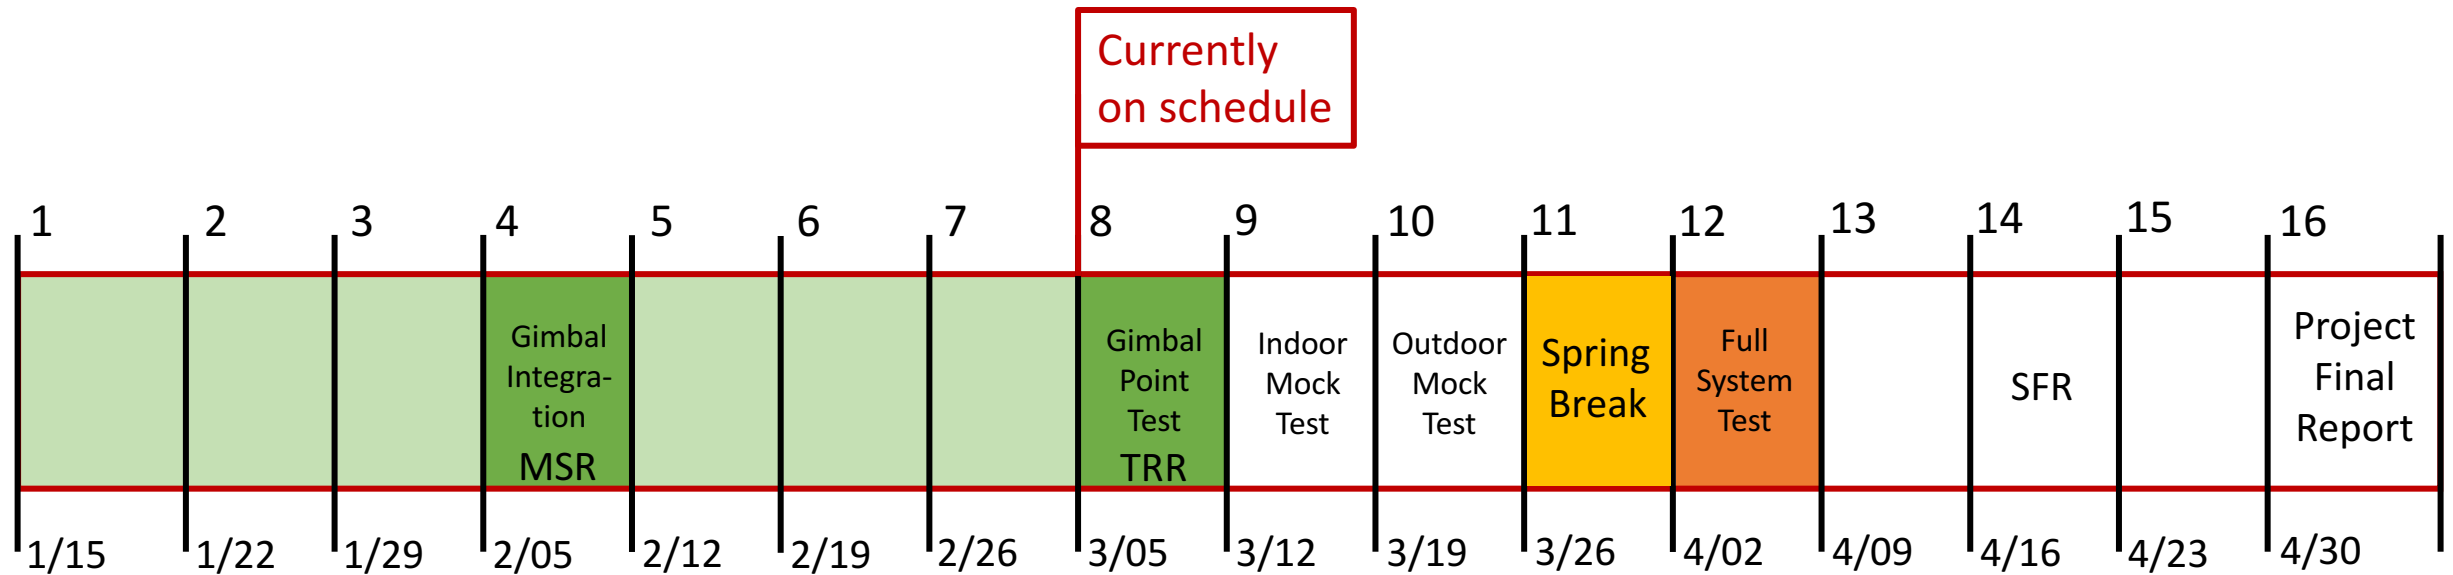 Currently
on schedule
1 2 3 4 5 6 7 8 9 10 11 12 13 14 15 16
Gimbal
Integra-
tion
MSR
Gimbal
Point
Test
TRR
Indoor
Mock
Test
Outdoor
Mock
Test
Spring
Break
Full
System
Test
SFR
Project
Final
Report
1/15 1/22 1/29 2/05 2/12 2/19 2/26 3/05 3/12 3/19 3/26 4/02 4/09 4/16 4/23 4/30